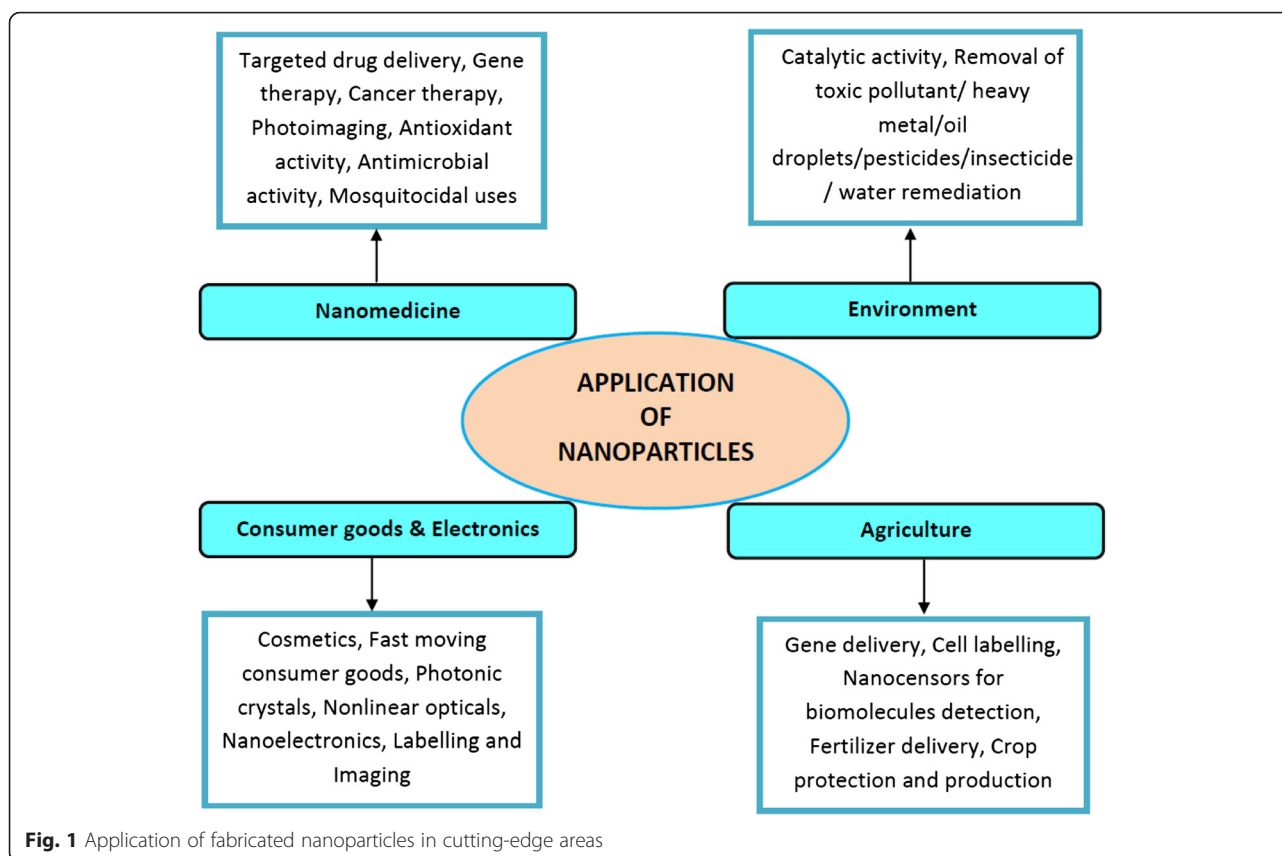 Targeted drug delivery, Gene
therapy, Cancer therapy,
Photoimaging, Antioxidant
activity, Antimicrobial
activity, Mosquitocidal uses
Catalytic activity, Removal of
toxic pollutant/ heavy
metal/oil
droplets/pesticides/insecticide
/ water remediation
Nanomedicine
Environment
APPLICATION
OF
NANOPARTICLES
Consumer goods & Electronics
Agriculture
Cosmetics, Fast moving
consumer goods, Photonic
crystals, Nonlinear opticals,
Nanoelectronics, Labelling and
Imaging
Gene delivery, Cell labelling,
Nanocensors for
biomolecules detection,
Fertilizer delivery, Crop
protection and production
Fig. 1 Application of fabricated nanoparticles in cutting-edge areas